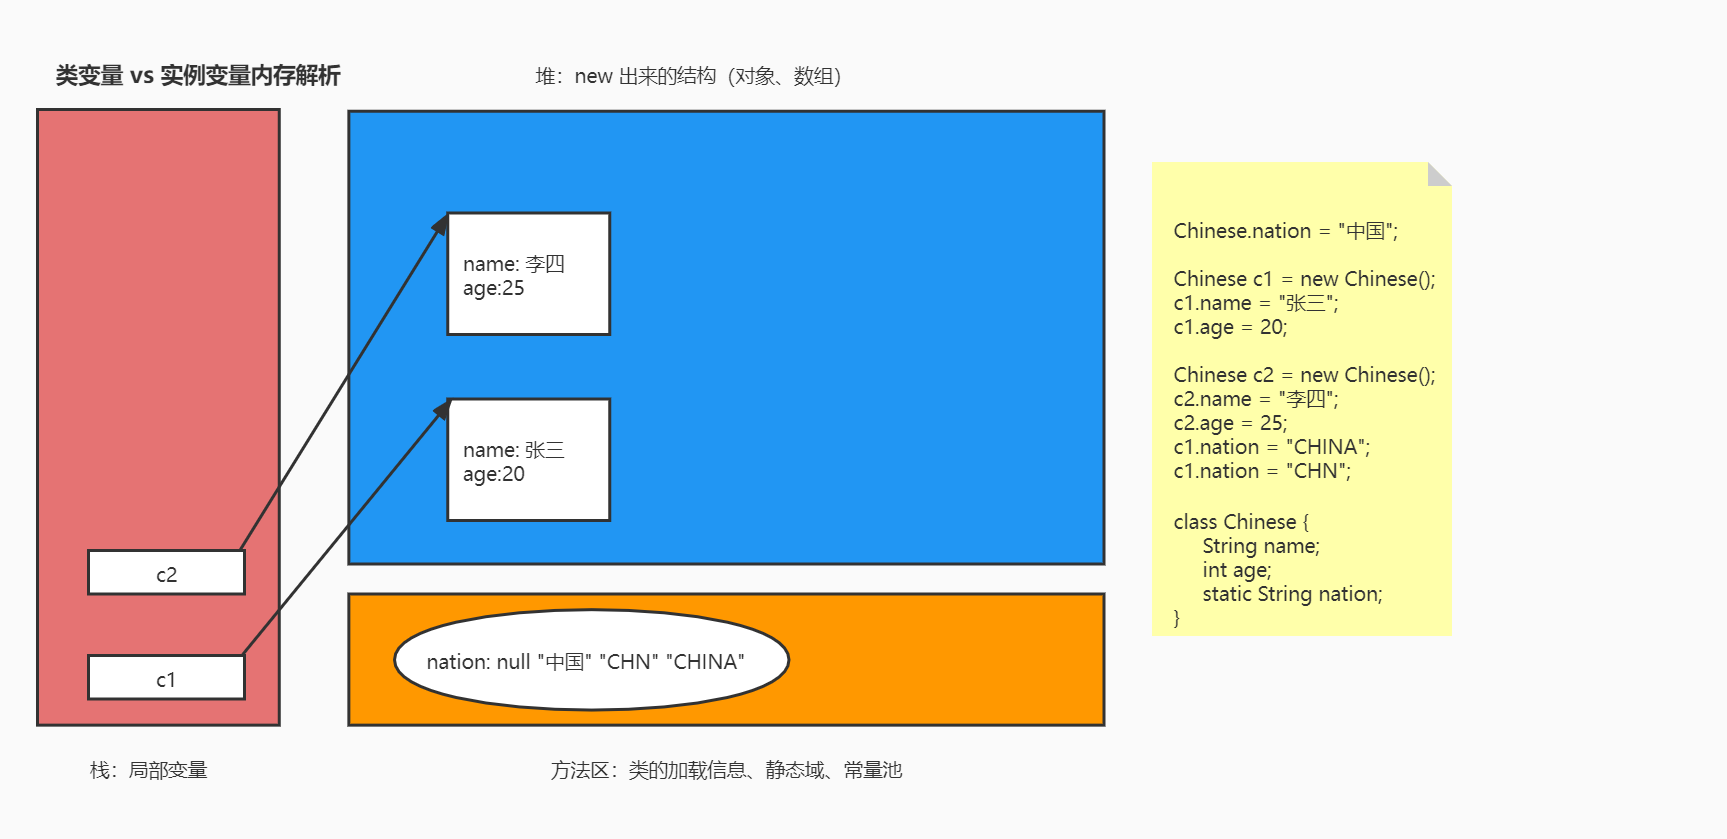 类变量 vs 实例变量内存解析
堆：new 出来的结构（对象、数组）
name: 李四
age:25
name: 张三
age:20
c2
c1
nation: null "中国" "CHN" "CHINA"
栈：局部变量
方法区：类的加载信息、静态域、常量池
Chinese.nation = "中国";
Chinese c1 = new Chinese();
c1.name = "张三";
c1.age = 20;
Chinese c2 = new Chinese();
c2.name = "李四";
c2.age = 25;
c1.nation = "CHINA";
c1.nation = "CHN";
class Chinese {
String name;
int age;
static String nation;
}